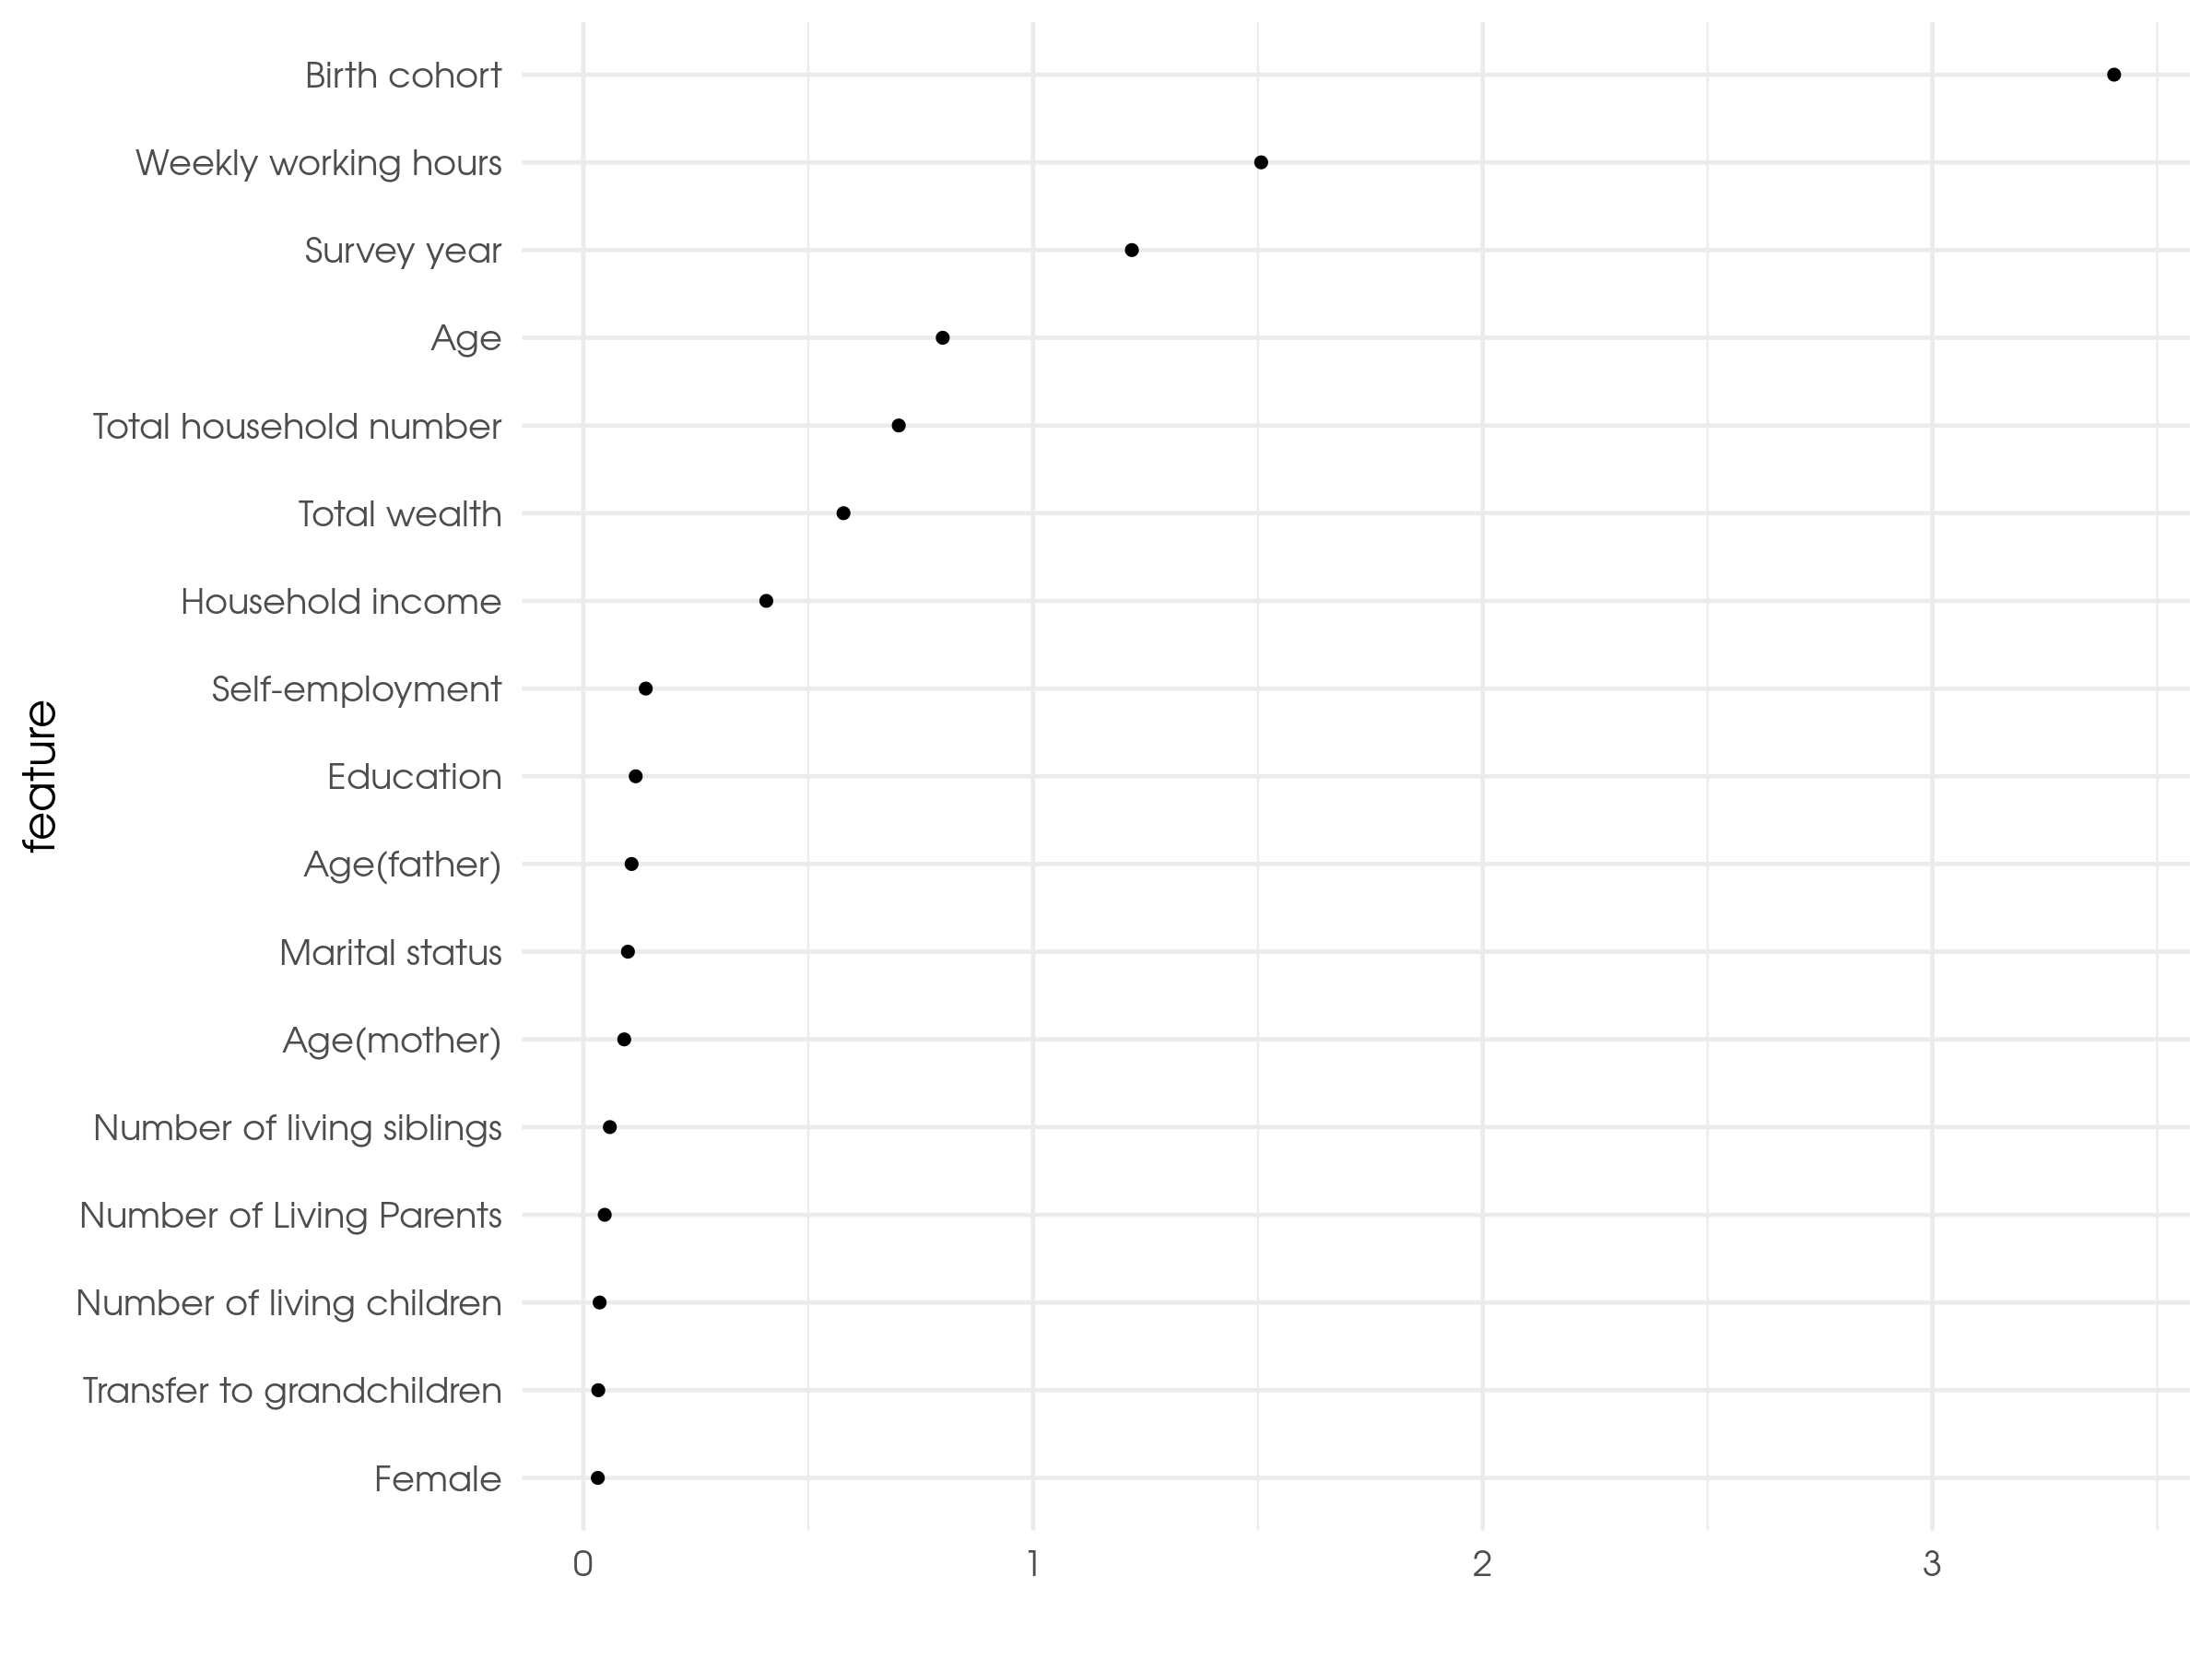 Birth cohort
Weekly working hours
Survey year
Age
Total household number
Total wealth
Household income
Self-employment
Education
Age(father)
Marital status
Age(mother)
Number of living siblings
Number of Living Parents
Number of living children
Transfer to grandchildren
Female
feature
0 1 2 3